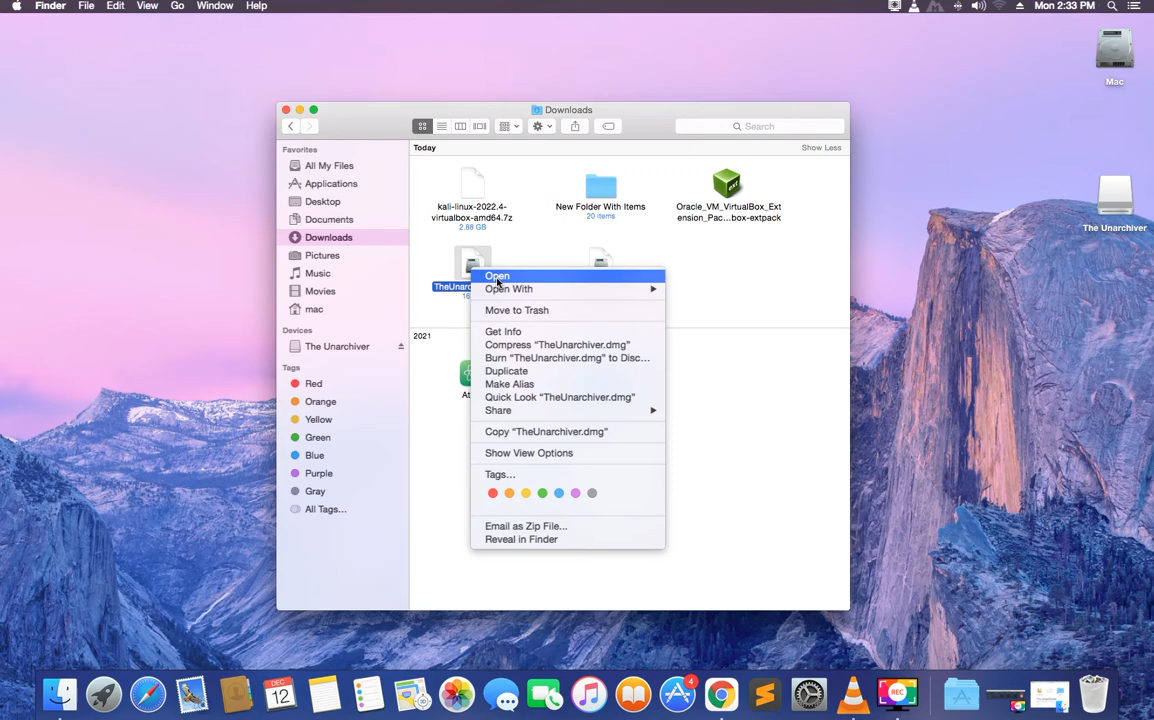 Finder File Edit View Go Window Help
Mon 2:33 PM
Mac
The Unarchiver
Downloads
Search
Favorites
All My Files
Applications
Desktop
Documents
Downloads
Pictures
Music
Movies
mac
Devices
The Unarchiver
Tags
Red
Orange
Yellow
Green
Blue
Purple
Gray
All Tags...
Today
Show Less
kali-linux-2022.4-
virtualbox-amd64.7z
2.88 GB
New Folder With Items
20 items
Oracle_VM_VirtualBox_Ext
ension_Pac...box-extpack
ext
2021
Open
Open With
Move to Trash
Get Info
Compress “TheUnarchiver.dmg”
Burn “TheUnarchiver.dmg” to Disc...
Duplicate
Make Alias
Quick Look “TheUnarchiver.dmg”
Share
Copy “TheUnarchiver.dmg”
Show View Options
Tags...
Email as Zip File...
Reveal in Finder
DEC
12
4
REC